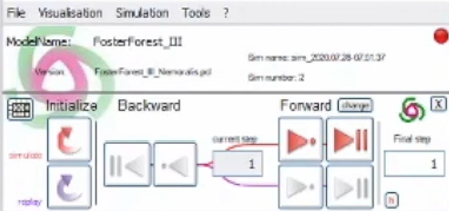 File Visualisation Simulation Tools ?
ModelName: FosterForest_III
Sim name: sim_2020.07.28-07.01.37
Version: FosterForest_III_Nemoralis.pcl
Sim number: 2
Initialize Backward Forward change X
current step Final step
simulate
1 1
replay h